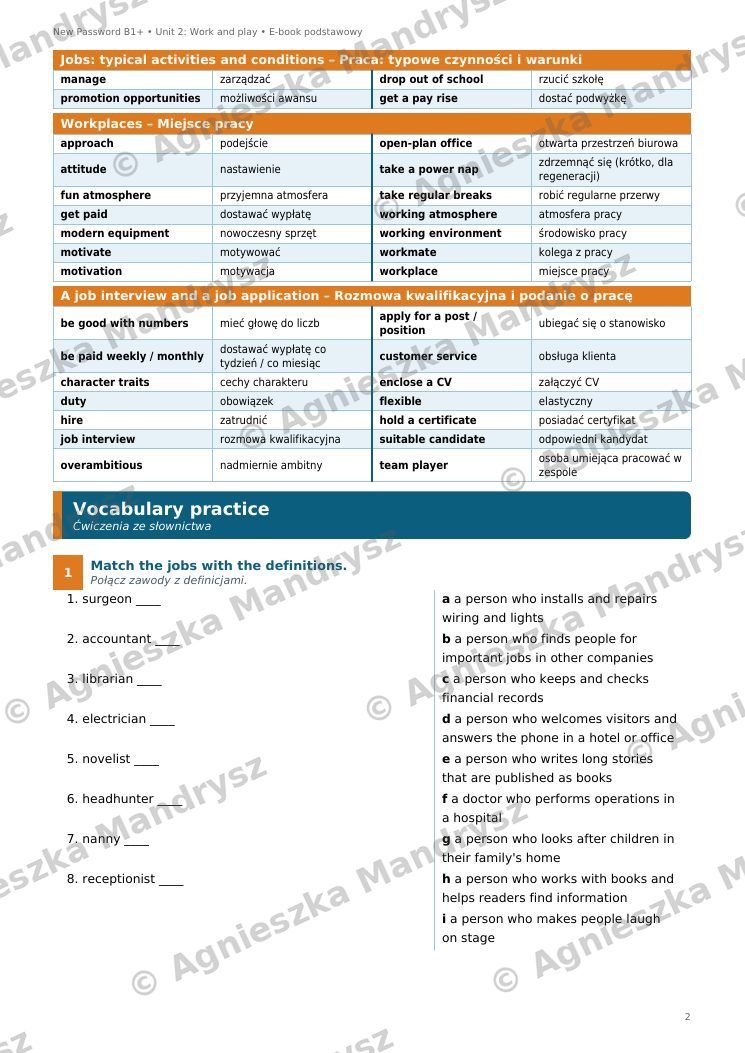 New Password B1+ • Unit 2: Work and play • E-book podstawowy
Jobs: typical activities and conditions – Praca: typowe czynności i warunki
manage zarządzać drop out of school rzucić szkołę
promotion opportunities możliwości awansu get a pay rise dostać podwyżkę
Workplaces – Miejsce pracy
approach podejście open-plan office otwarta przestrzeń biurowa
attitude nastawienie take a power nap zdrzemnąć się (krótko, dla
regeneracji)
fun atmosphere przyjemna atmosfera take regular breaks robić regularne przerwy
get paid dostawać wypłatę working atmosphere atmosfera pracy
modern equipment nowoczesny sprzęt working environment środowisko pracy
motivate motywować workmate kolega z pracy
motivation motywacja workplace miejsce pracy
A job interview and a job application – Rozmowa kwalifikacyjna i podanie o pracę
be good with numbers mieć głowę do liczb apply for a post /
position ubiegać się o stanowisko
be paid weekly / monthly dostawać wypłatę co
tydzień / co miesiąc customer service obsługa klienta
character traits cechy charakteru enclose a CV załączyć CV
duty obowiązek flexible elastyczny
hire zatrudnić hold a certificate posiadać certyfikat
job interview rozmowa kwalifikacyjna suitable candidate odpowiedni kandydat
overambitious nadmiernie ambitny team player osoba umiejąca pracować w
zespole
Vocabulary practice
Ćwiczenia ze słownictwa
1 Match the jobs with the definitions.
Połącz zawody z definicjami.
1. surgeon ____
2. accountant ____
3. librarian ____
4. electrician ____
5. novelist ____
6. headhunter ____
7. nanny ____
8. receptionist ____
a a person who installs and repairs
wiring and lights
b a person who finds people for
important jobs in other companies
c a person who keeps and checks
financial records
d a person who welcomes visitors and
answers the phone in a hotel or office
e a person who writes long stories
that are published as books
f a doctor who performs operations in
a hospital
g a person who looks after children in
their family's home
h a person who works with books and
helps readers find information
i a person who makes people laugh
on stage
2
© Agnieszka Mandrysz